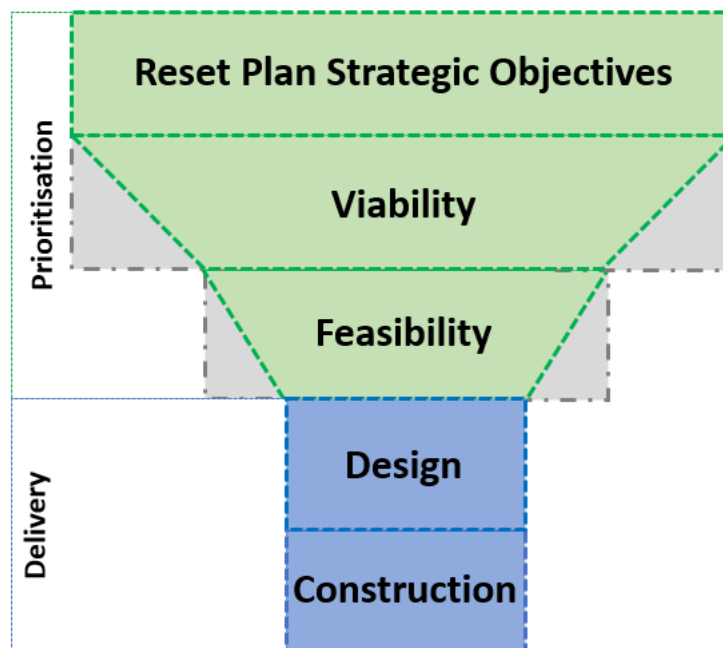 Reset Plan Strategic Objectives
Prioritisation
Viability
Feasibility
Design
Delivery
Construction